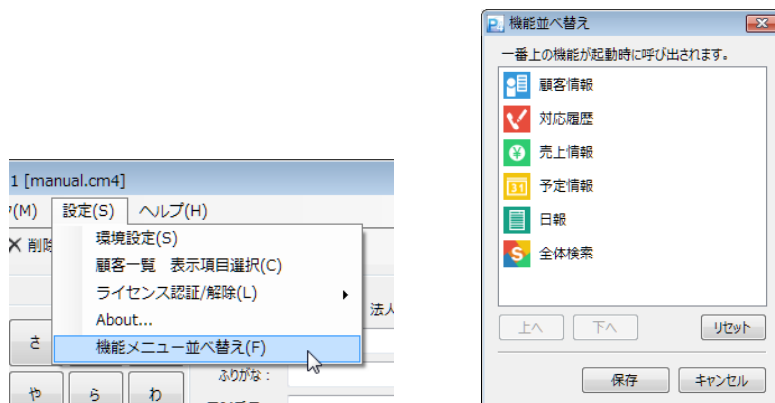 1 [manual.cm4]
(M) 設定(S) ヘルプ(H)
削除
環境設定(S)
顧客一覧 表示項目選択(C)
ライセンス認証/解除(L)
法人
About...
機能メニュー並べ替え(F)
さ
ふりがな：
や ら わ
機能並べ替え
一番上の機能が起動時に呼び出されます。
顧客情報
対応履歴
売上情報
31 予定情報
日報
S 全体検索
上へ 下へ リセット
保存 キャンセル